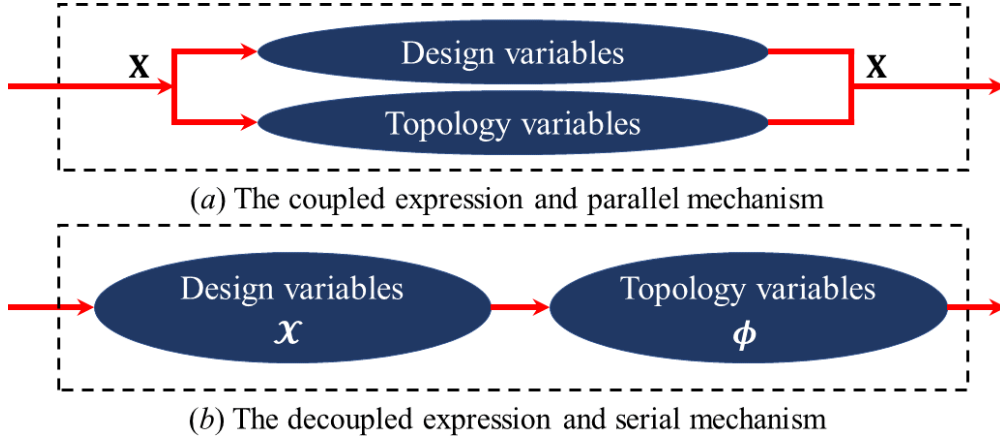 Design variables
X
X
Topology variables
(a) The coupled expression and parallel mechanism
Design variables
𝒳
Topology variables
ϕ
(b) The decoupled expression and serial mechanism